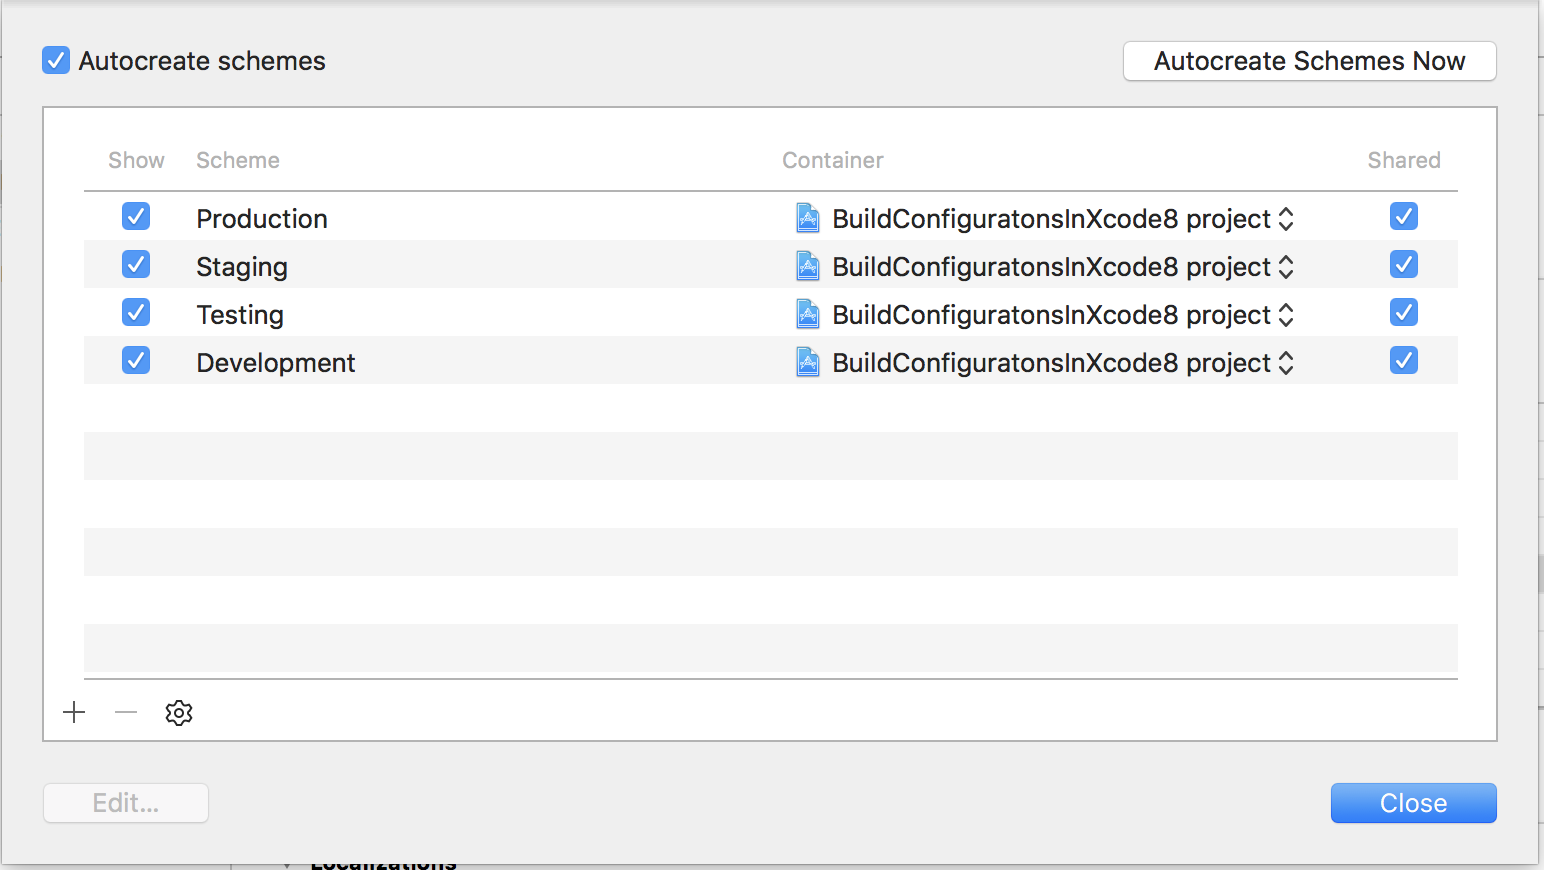 Autocreate schemes
Autocreate Schemes Now
Show Scheme Container Shared
Production BuildConfiguratonsInXcode8 project
Staging BuildConfiguratonsInXcode8 project
Testing BuildConfiguratonsInXcode8 project
Development BuildConfiguratonsInXcode8 project
Edit...
Close
Localizations